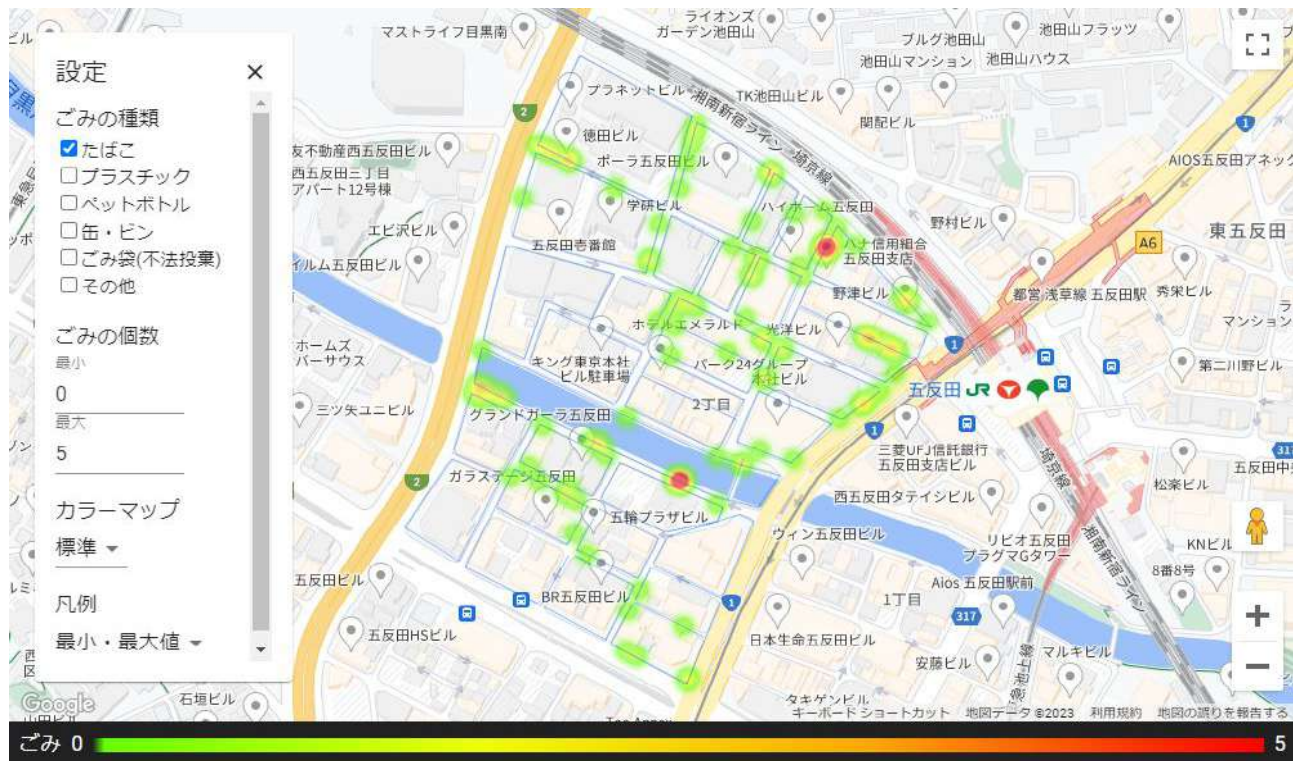 設定
×
ごみの種類
たばこ
プラスチック
ペットボトル
缶・ビン
ごみ袋(不法投棄)
その他
ごみの個数
最小
0
最大
5
カラーマップ
標準
凡例
最小・最大値
マストライフ目黒南
ライオンズ
ガーデン池田山
ブルグ池田山
池田山フラッツ
池田山マンション
池田山ハウス
プラネットビル
湘南新宿ライン
埼京線
TK池田山ビル
関配ビル
2
1
徳田ビル
友不動産西五反田ビル
西五反田三丁目
アパート12号棟
ポーラ五反田ビル
AIOS五反田アネック
学研ビル
ハイホーム五反田
野村ビル
東五反田
エビ沢ビル
五反田壱番館
ハナ信用組合
五反田支店
A6
イルム五反田ビル
野津ビル
都営浅草線 五反田駅
秀栄ビル
マンション
ホテルエメラルド
光洋ビル
1
ホームズ
バーサウス
キング東京本社
ビル駐車場
パーク24グループ
本社ビル
第二川野ビル
五反田
JR
三ツ矢ユニビル
グランドガーラ五反田
2丁目
1
三菱UFJ信託銀行
五反田支店ビル
埼京線
317
五反田中
2
ガラステージ五反田
西五反田タテイシビル
松楽ビル
五輪プラザビル
ウィン五反田ビル
リビオ五反田
プラグマGタワー
湘南新宿ライン
KNビル
8番8号
五反田ビル
BR五反田ビル
1
Aios 五反田駅前
1丁目
317
五反田HSビル
日本生命五反田ビル
安藤ビル
マルキビル
急池上線
石垣ビル
タキゲンビル
Google
キーボード ショートカット
地図データ ©2023
利用規約
地図の誤りを報告する
ごみ 0
5